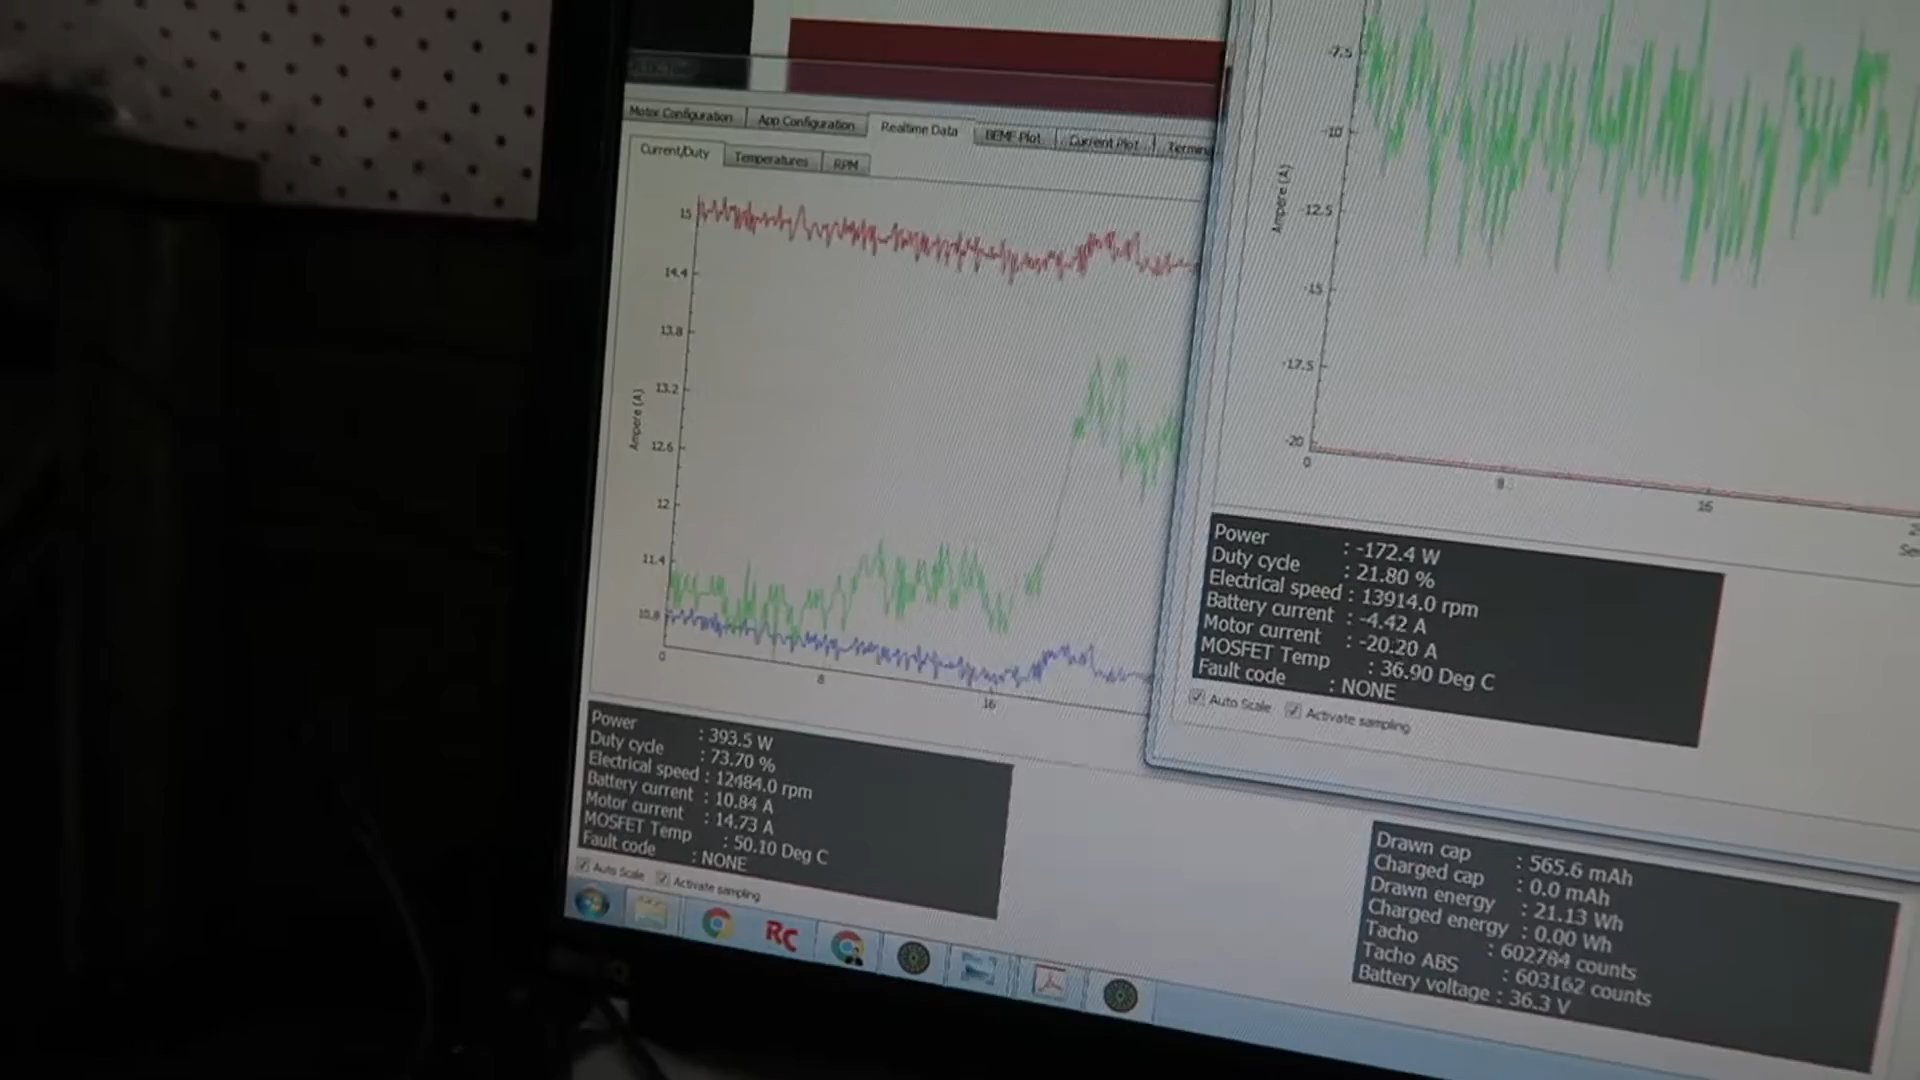 Motor Configuration
App Configuration
Realtime Data
BEMF Plot
Current Plot
Current/Duty
Temperatures
RPM
15
14.4
13.8
13.2
12.6
12
11.4
10.8
Ampere (A)
0
8
16
Power : 393.5 W
Duty cycle : 73.70 %
Electrical speed : 12484.0 rpm
Battery current : 10.84 A
Motor current : 14.73 A
MOSFET Temp : 50.10 Deg C
Fault code : NONE
Auto Scale
Activate sampling
RC
-7.5
-10
-12.5
-15
-17.5
-20
Ampere (A)
0
8
16
Power : -172.4 W
Duty cycle : 21.80 %
Electrical speed : 13914.0 rpm
Battery current : -4.42 A
Motor current : -20.20 A
MOSFET Temp : 36.90 Deg C
Fault code : NONE
Auto Scale
Activate sampling
Drawn cap : 565.6 mAh
Charged cap : 0.0 mAh
Drawn energy : 21.13 Wh
Charged energy : 0.00 Wh
Tacho : 602784 counts
Tacho ABS : 603162 counts
Battery voltage : 36.3 V